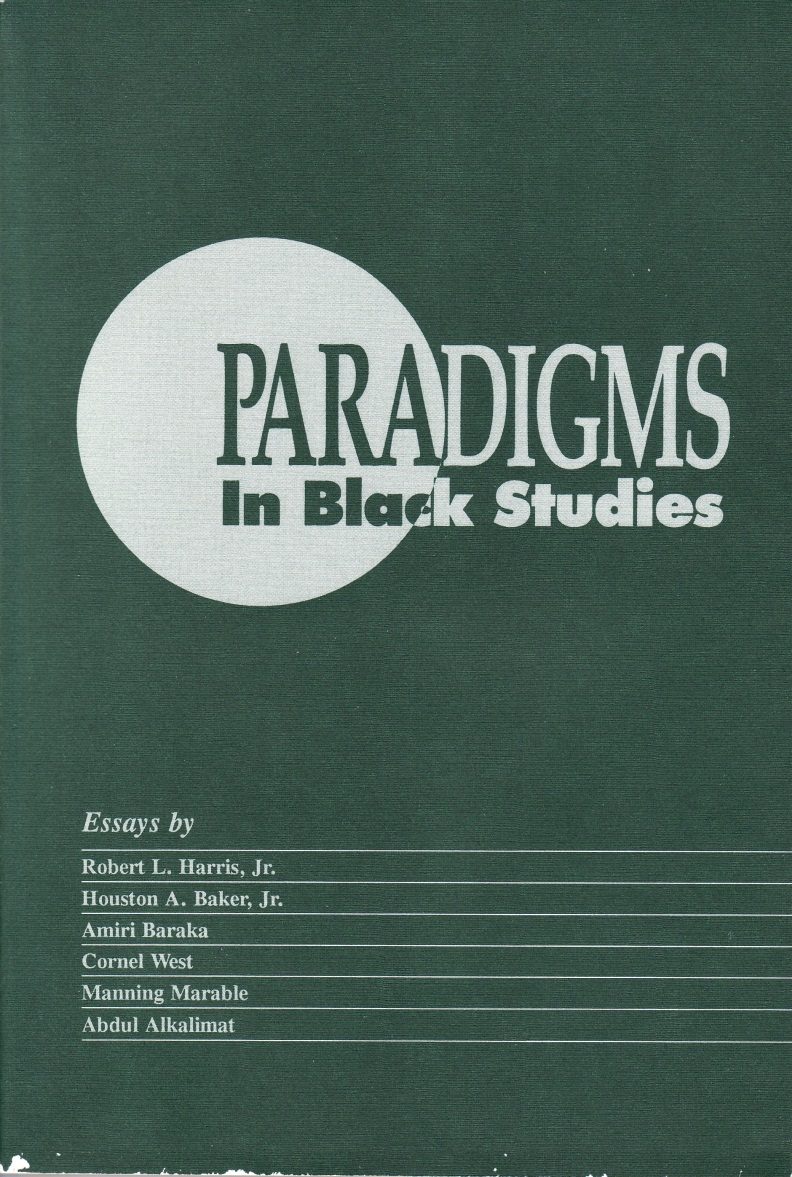 PARADIGMS
In Black Studies
Essays by
Robert L. Harris, Jr.
Houston A. Baker, Jr.
Amiri Baraka
Cornel West
Manning Marable
Abdul Alkalimat